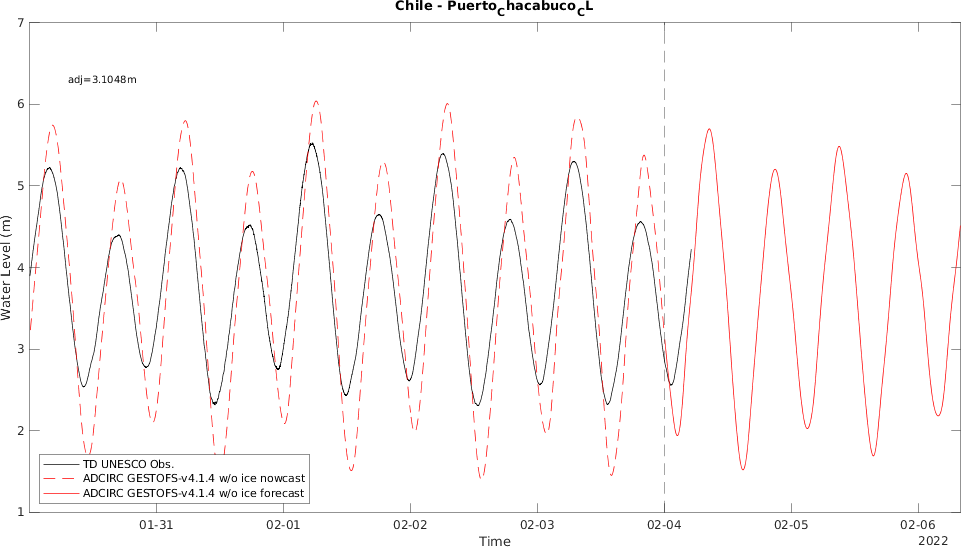 Chile - Puerto_Chacabuco_CL
adj=3.1048m
7
6
5
4
3
2
1
Water Level (m)
TD UNESCO Obs.
ADCIRC GESTOFS-v4.1.4 w/o ice nowcast
ADCIRC GESTOFS-v4.1.4 w/o ice forecast
01-31 02-01 02-02 02-03 02-04 02-05 02-06
Time
2022